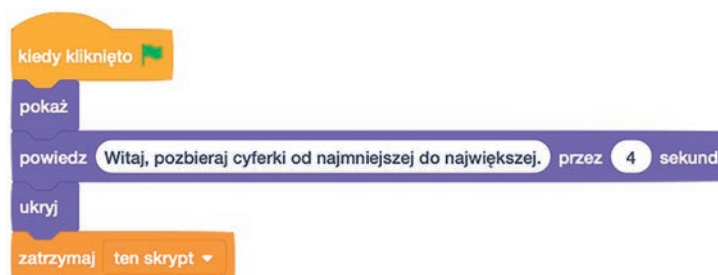 kiedy kliknięto
pokaż
powiedz Witaj, pozbieraj cyferki od najmniejszej do największej. przez 4 sekund
ukryj
zatrzymaj ten skrypt